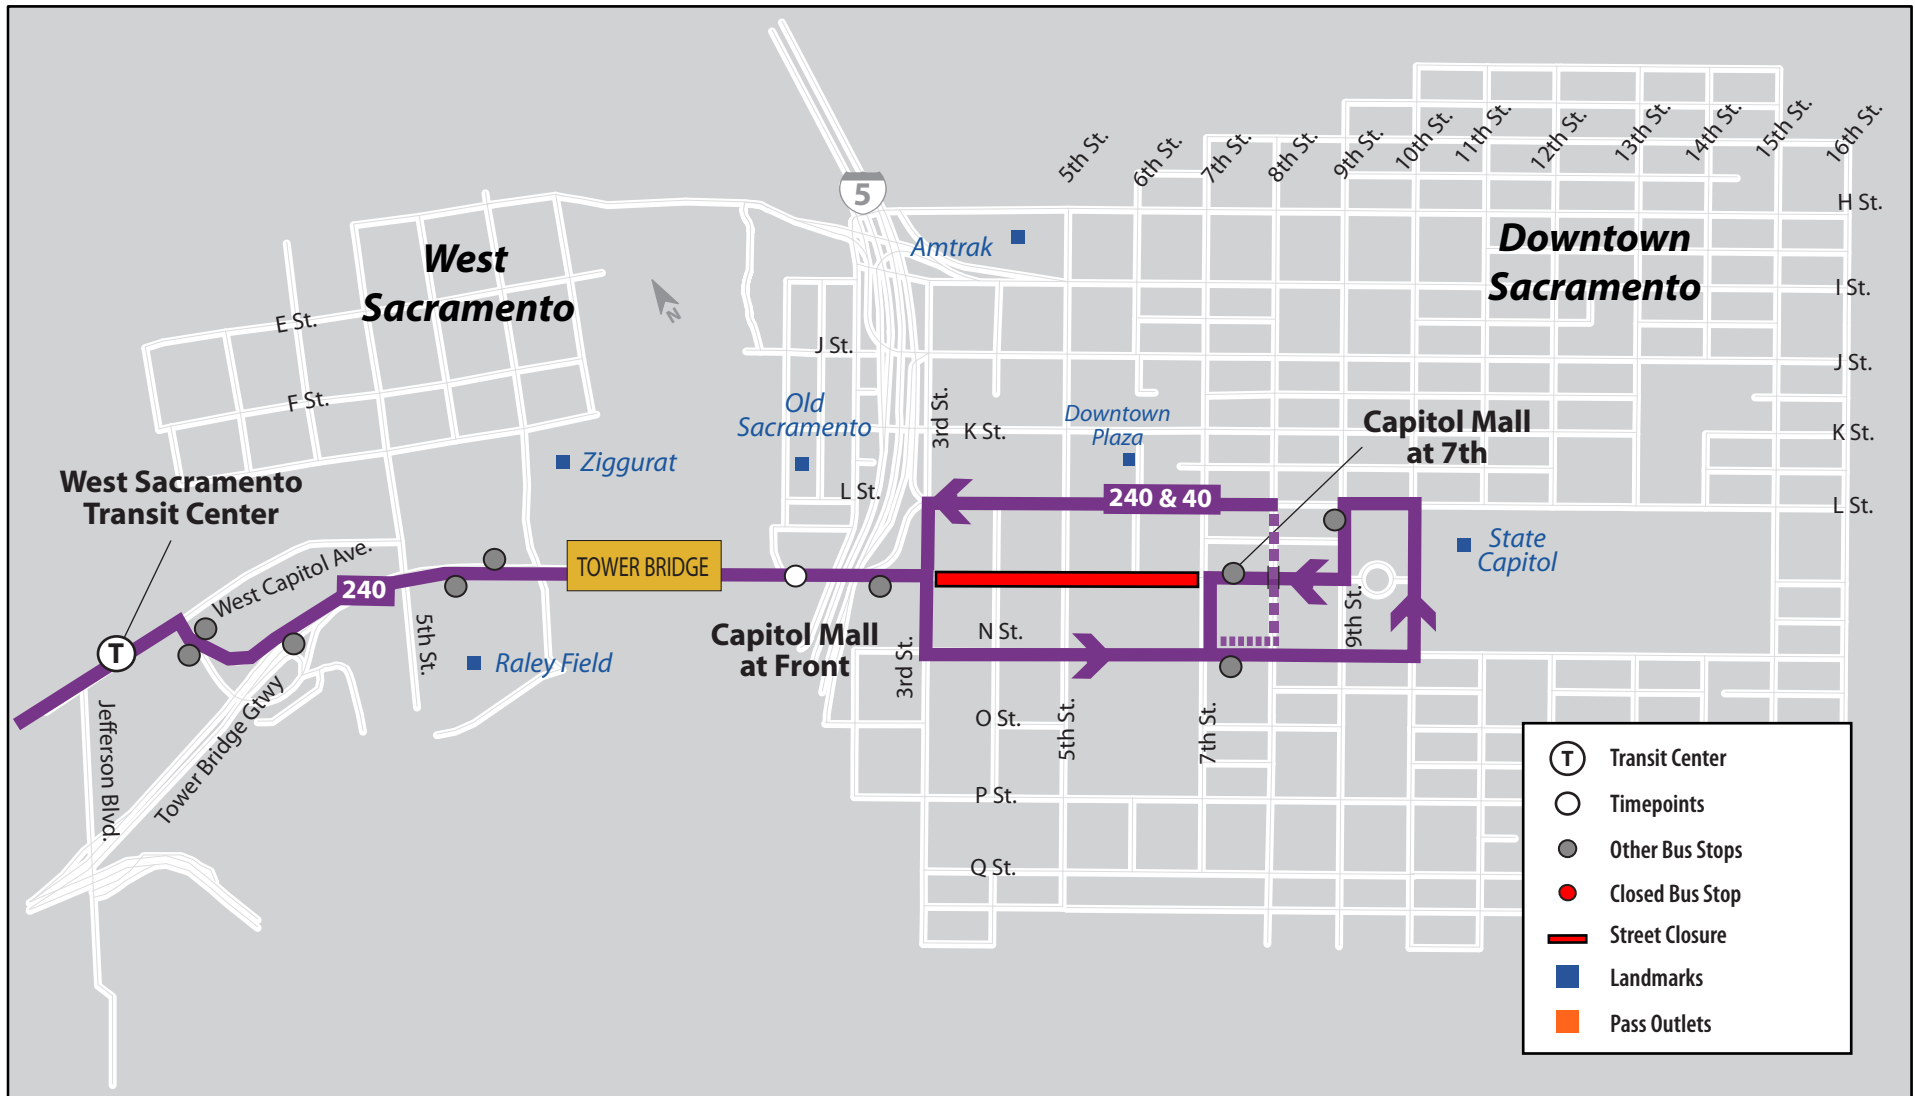 5th St.
6th St.
7th St.
8th St.
9th St.
10th St.
11th St.
12th St.
13th St.
14th St.
15th St.
16th St.
5
H St.
Amtrak
West
Sacramento
Downtown
Sacramento
N
I St.
E St.
J St.
J St.
F St.
Old
Sacramento
3rd St.
K St.
Downtown
Plaza
Capitol Mall
at 7th
K St.
Ziggurat
West Sacramento
Transit Center
L St.
240 & 40
L St.
State
Capitol
West Capitol Ave.
240
TOWER BRIDGE
T
5th St.
Raley Field
Capitol Mall
at Front
3rd St.
N St.
9th St.
Jefferson Blvd.
Tower Bridge Gtwy
O St.
5th St.
7th St.
P St.
Q St.
T
Transit Center
Timepoints
Other Bus Stops
Closed Bus Stop
Street Closure
Landmarks
Pass Outlets